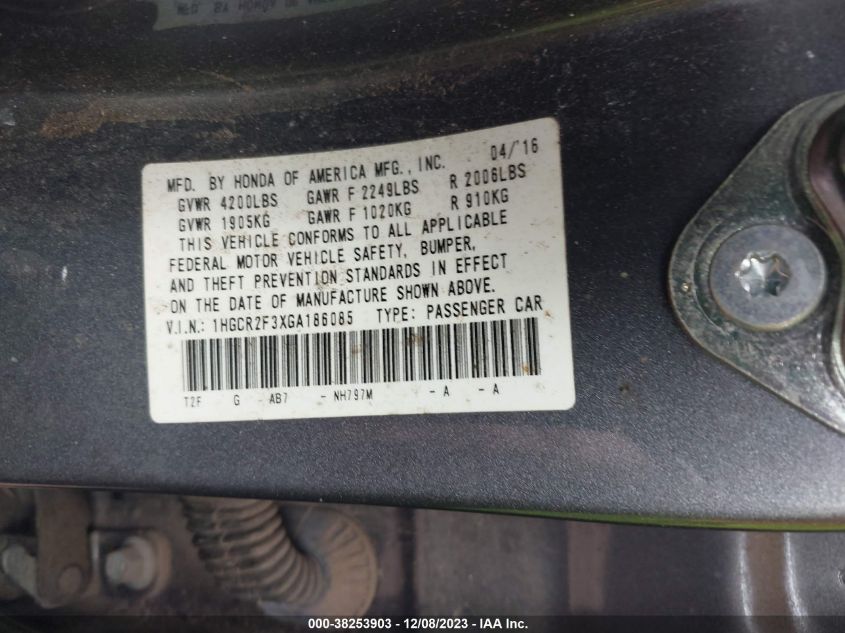 MFD. BY HONDA OF AMERICA MFG., INC. 04/16
GVWR 4200LBS GAWR F 2249LBS R 2006LBS
GVWR 1905KG GAWR F 1020KG R 910KG
THIS VEHICLE CONFORMS TO ALL APPLICABLE
FEDERAL MOTOR VEHICLE SAFETY, BUMPER,
AND THEFT PREVENTION STANDARDS IN EFFECT
ON THE DATE OF MANUFACTURE SHOWN ABOVE.
V.I.N.: 1HGCR2F3XGA186085 TYPE: PASSENGER CAR
T2F G - AB7 - NH797M - A - A
000-38253903 - 12/08/2023 - IAA Inc.